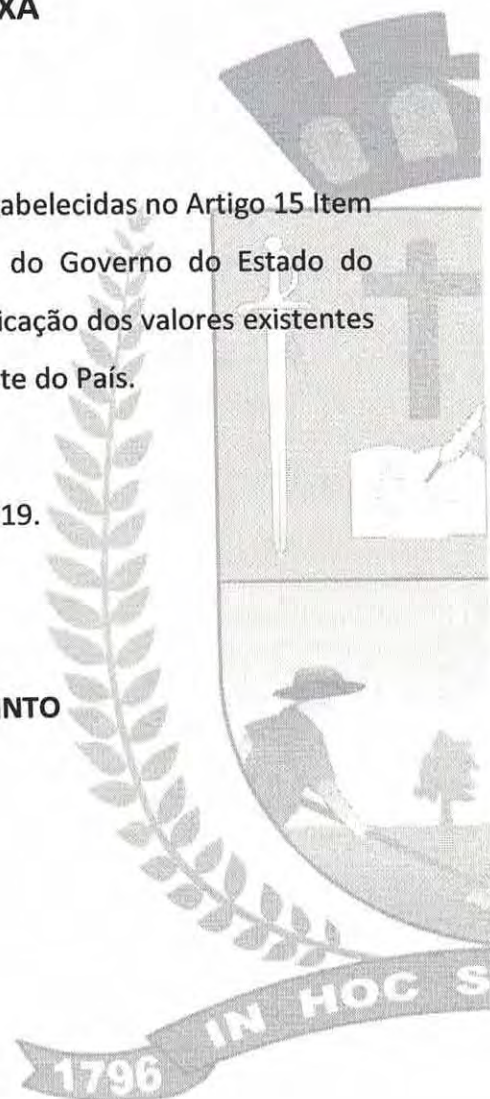 XA
abelecidas no Artigo 15 Item
do Governo do Estado do
icação dos valores existentes
te do País.
19.
NTO
IN HOC S
1796